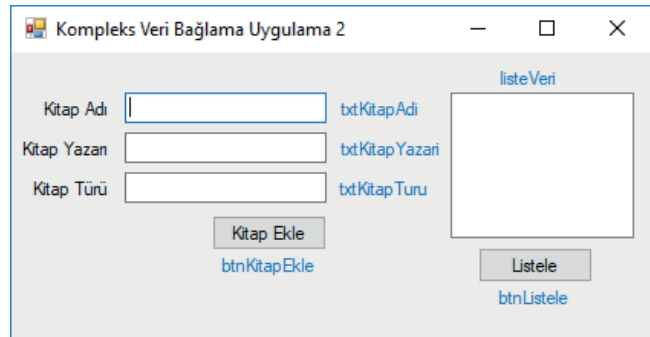 Kompleks Veri Bağlama Uygulama 2
listeVeri
Kitap Adı txtKitapAdi
Kitap Yazarı txtKitapYazari
Kitap Türü txtKitapTuru
Kitap Ekle
btnKitapEkle
Listele
btnListele